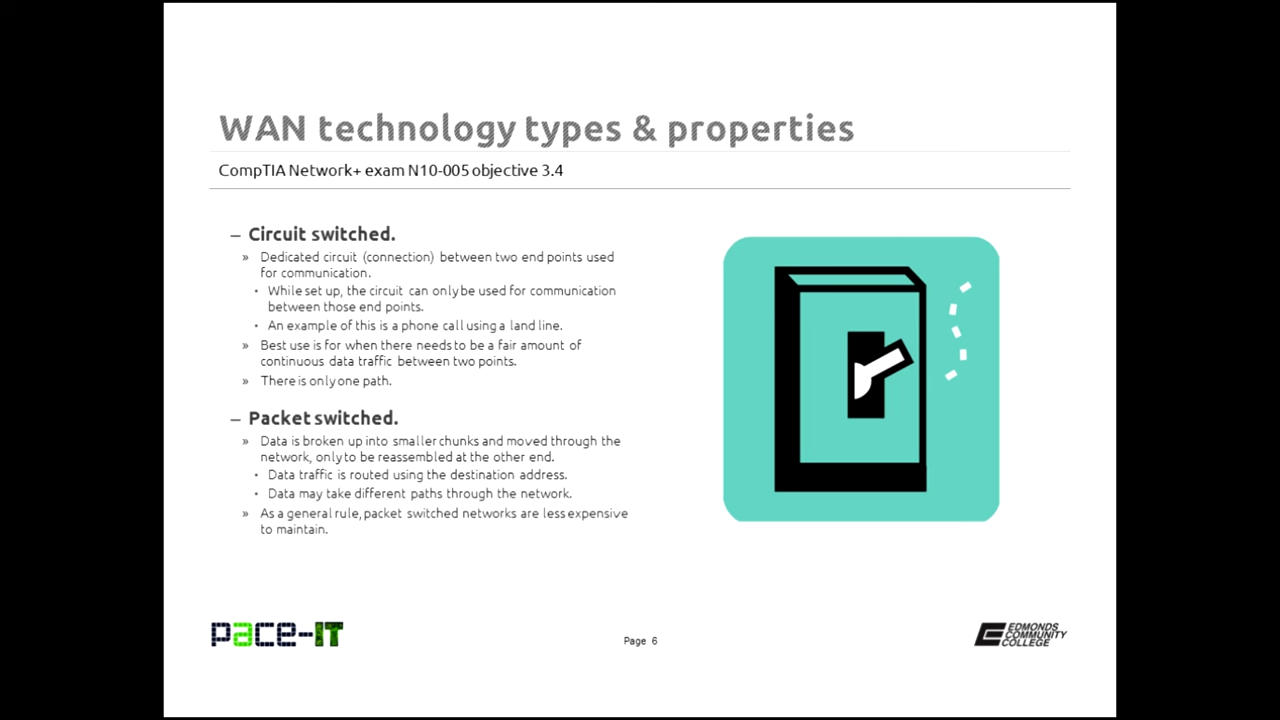 WAN technology types & properties
CompTIA Network+ exam N10-005 objective 3.4
– Circuit switched.
» Dedicated circuit (connection) between two end points used
for communication.
• While set up, the circuit can only be used for communication
between those end points.
• An example of this is a phone call using a land line.
» Best use is for when there needs to be a fair amount of
continuous data traffic between two points.
» There is only one path.
– Packet switched.
» Data is broken up into smaller chunks and moved through the
network, only to be reassembled at the other end.
• Data traffic is routed using the destination address.
• Data may take different paths through the network.
» As a general rule, packet switched networks are less expensive
to maintain.
pace-IT
Page 6
EDMONDS
COMMUNITY
COLLEGE